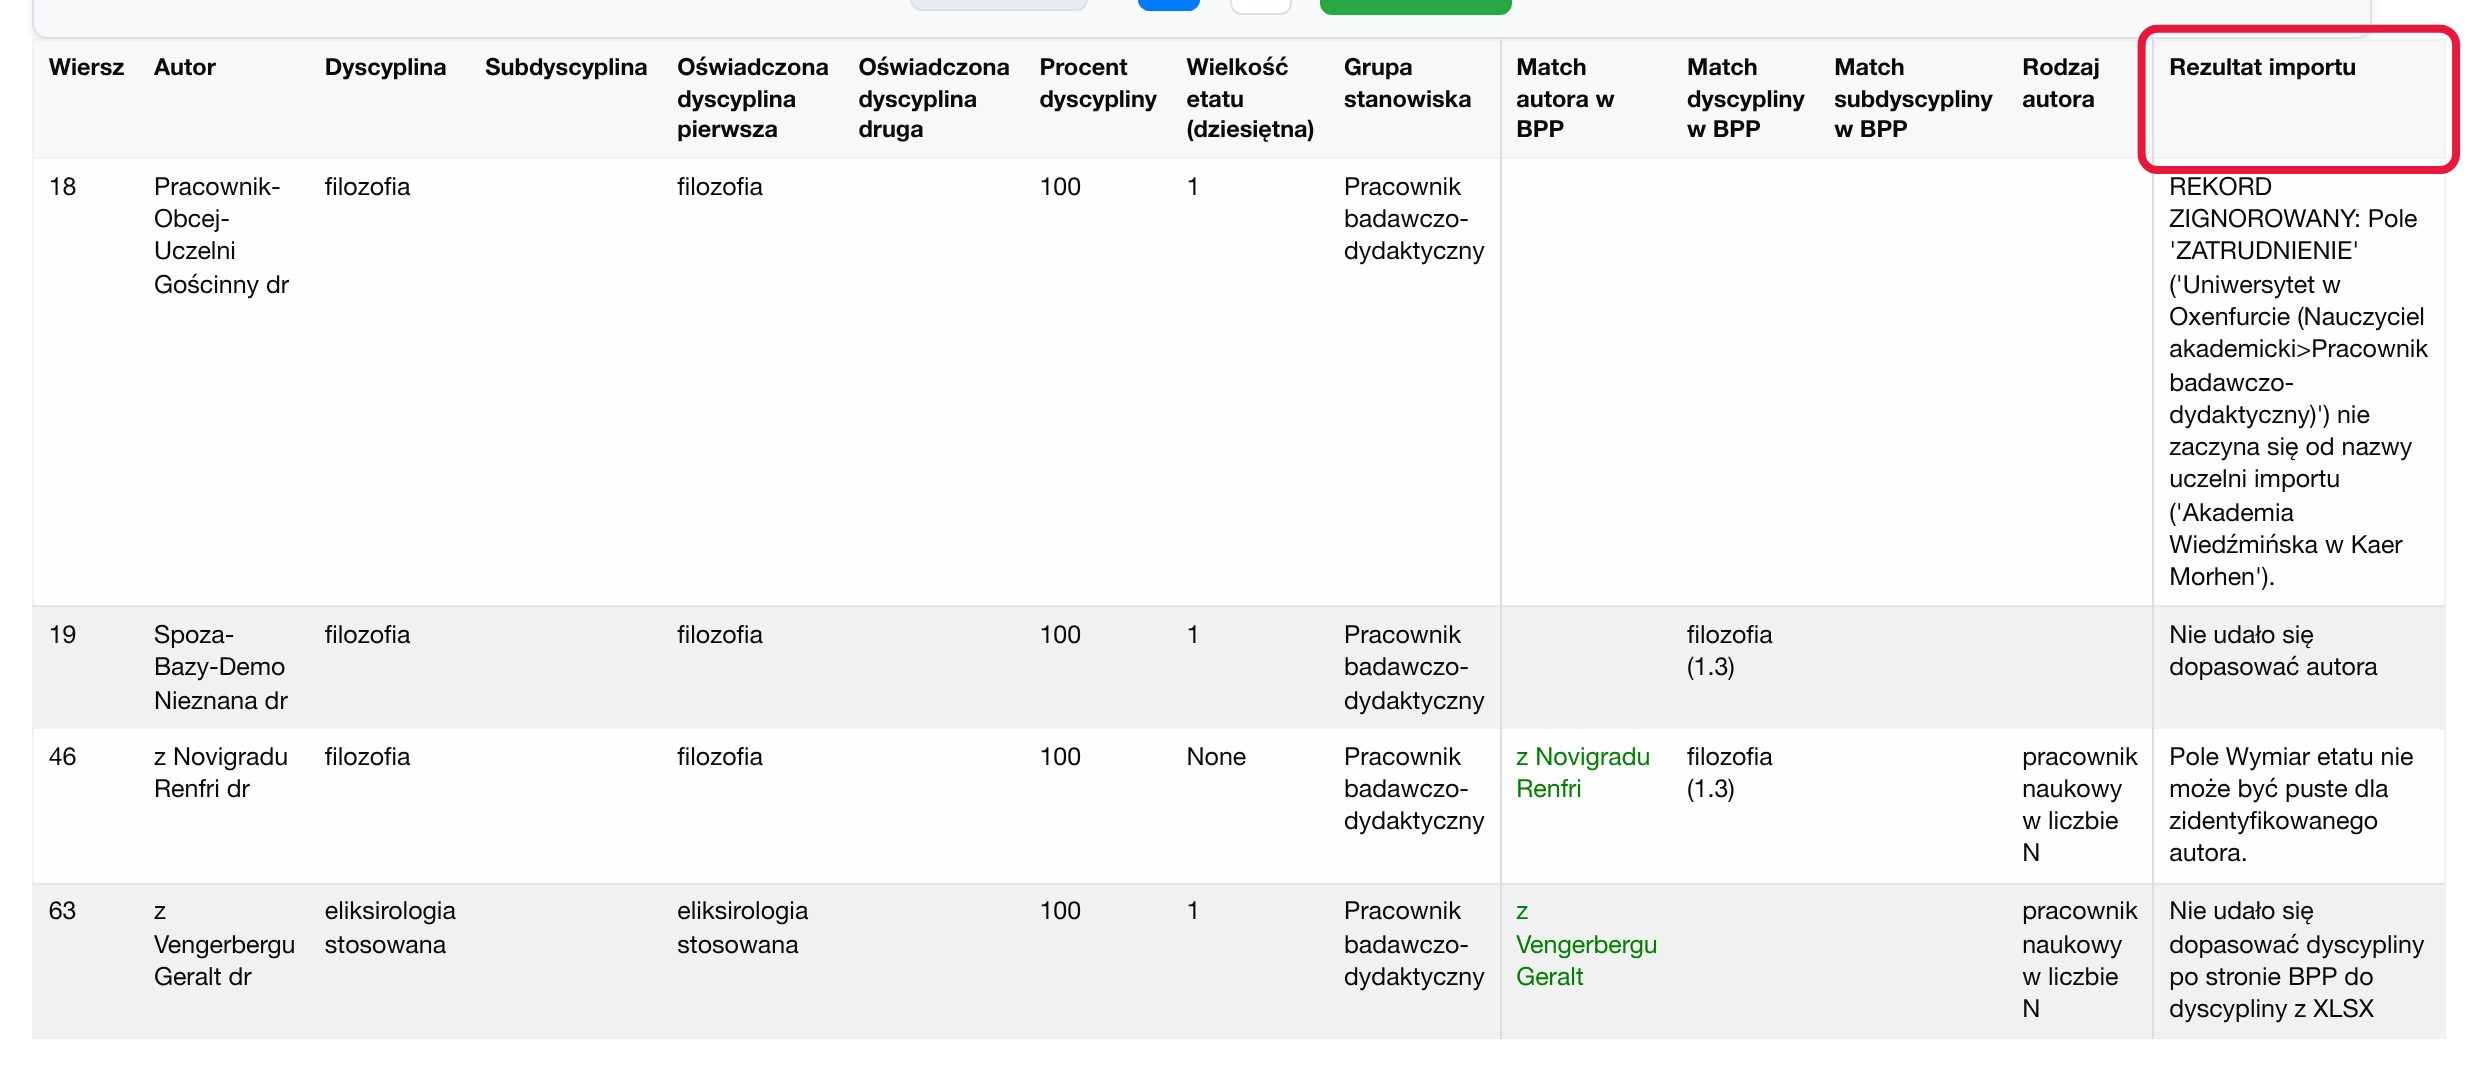 Wiersz Autor Dyscyplina Subdyscyplina Oświadczona dyscyplina pierwsza Oświadczona dyscyplina druga Procent dyscypliny Wielkość etatu (dziesiętna) Grupa stanowiska Match autora w BPP Match dyscypliny w BPP Match subdyscypliny w BPP Rodzaj autora Rezultat importu
18 Pracownik-Obcej-Uczelni Gościnny dr filozofia filozofia 100 1 Pracownik badawczo-dydaktyczny REKORD ZIGNOROWANY: Pole 'ZATRUDNIENIE' ('Uniwersytet w Oxenfurcie (Nauczyciel akademicki>Pracownik badawczo-dydaktyczny)') nie zaczyna się od nazwy uczelni importu ('Akademia Wiedźmińska w Kaer Morhen').
19 Spoza-Bazy-Demo Nieznana dr filozofia filozofia 100 1 Pracownik badawczo-dydaktyczny filozofia (1.3) Nie udało się dopasować autora
46 z Novigradu Renfri dr filozofia filozofia 100 None Pracownik badawczo-dydaktyczny z Novigradu Renfri filozofia (1.3) pracownik naukowy w liczbie N Pole Wymiar etatu nie może być puste dla zidentyfikowanego autora.
63 z Vengerbergu Geralt dr eliksirologia stosowana eliksirologia stosowana 100 1 Pracownik badawczo-dydaktyczny z Vengerbergu Geralt pracownik naukowy w liczbie N Nie udało się dopasować dyscypliny po stronie BPP do dyscypliny z XLSX